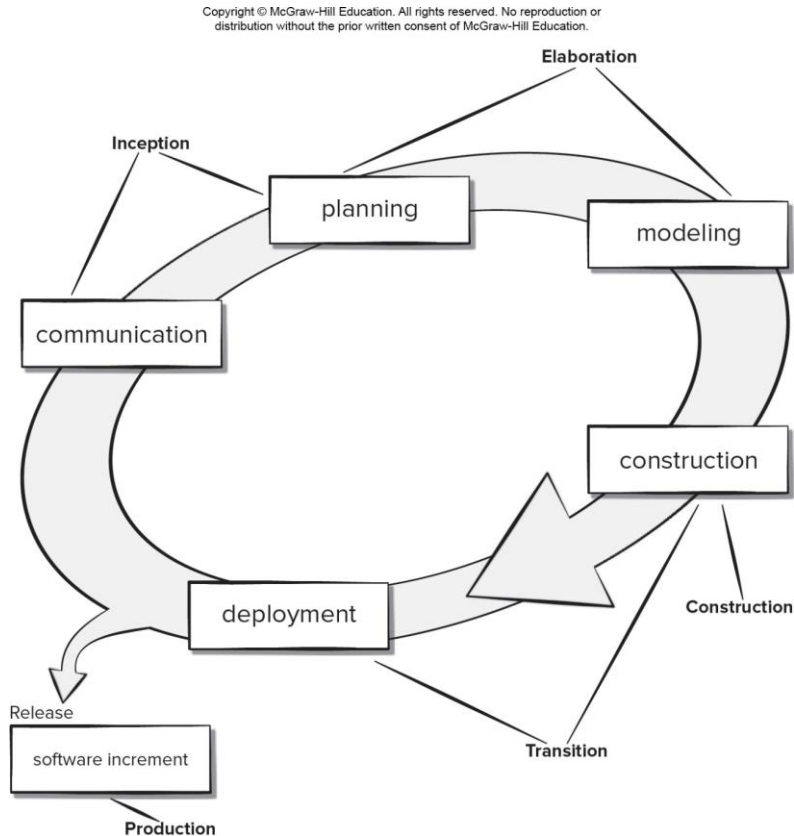 Copyright © McGraw-Hill Education. All rights reserved. No reproduction or
distribution without the prior written consent of McGraw-Hill Education.
Elaboration
Inception
planning
modeling
communication
construction
deployment
Construction
Release
Transition
software increment
Production